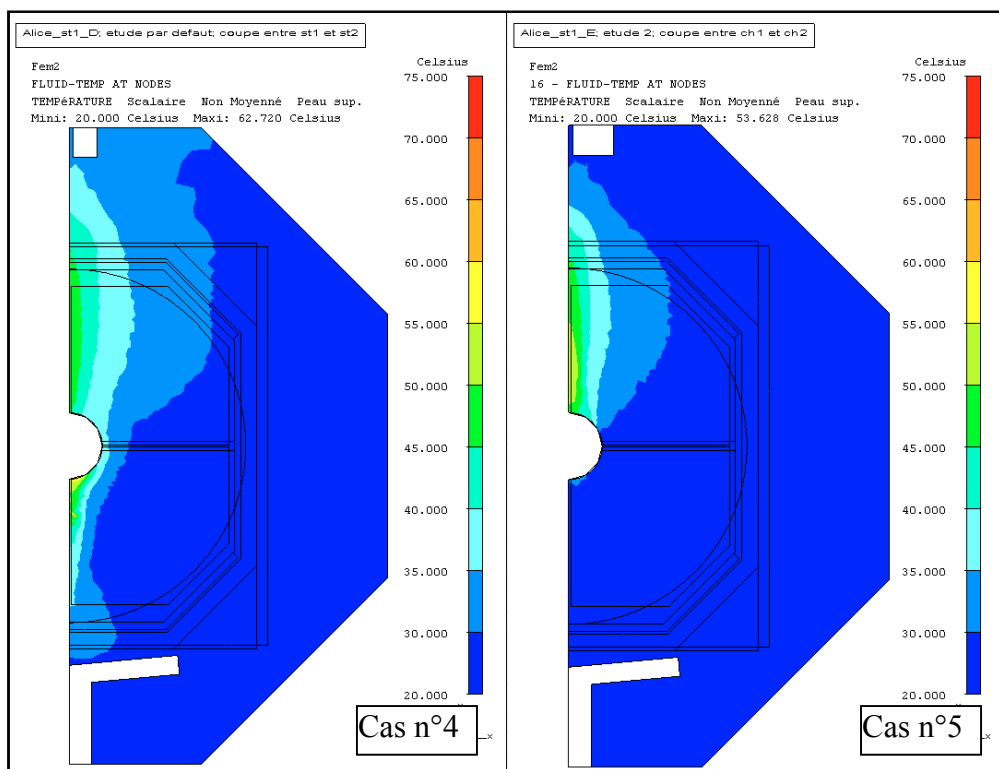 Alice_st1_D; etude par defaut; coupe entre st1 et st2
Fem2
FLUID-TEMP AT NODES
TEMPéRATURE Scalaire Non Moyenné Peau sup.
Mini: 20.000 Celsius Maxi: 62.720 Celsius
Celsius
75.000
70.000
65.000
60.000
55.000
50.000
45.000
40.000
35.000
30.000
20.000
Cas n°4
Alice_st1_E; etude 2; coupe entre ch1 et ch2
Fem2
16 - FLUID-TEMP AT NODES
TEMPéRATURE Scalaire Non Moyenné Peau sup.
Mini: 20.000 Celsius Maxi: 53.628 Celsius
Celsius
75.000
70.000
65.000
60.000
55.000
50.000
45.000
40.000
35.000
30.000
20.000
Cas n°5
x